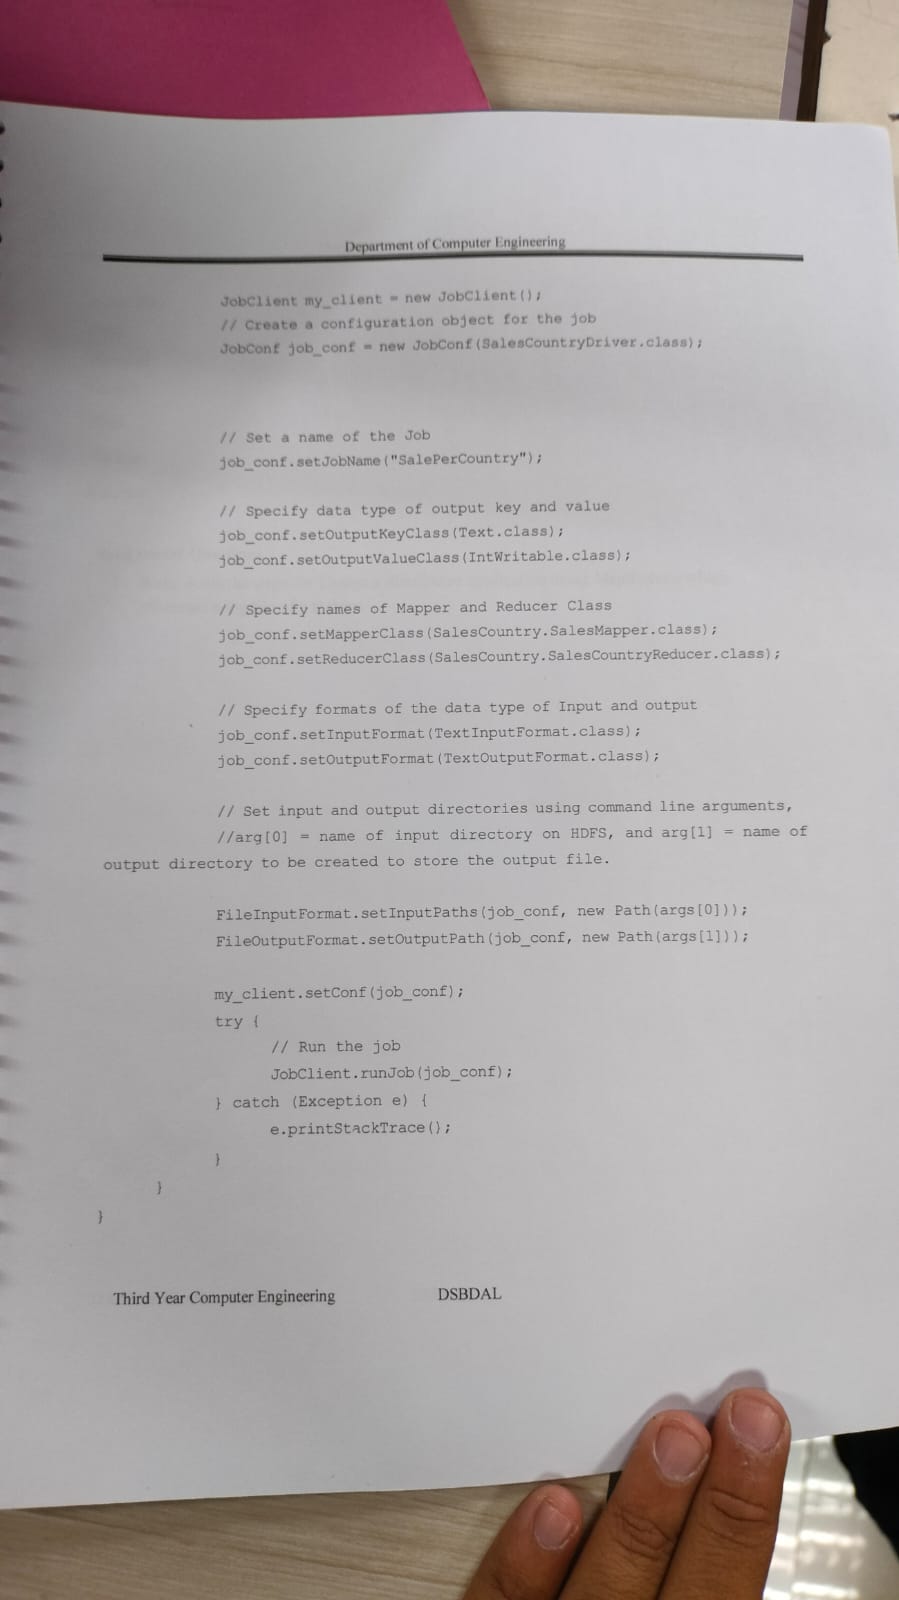 Department of Computer Engineering
JobClient my_client = new JobClient();
// Create a configuration object for the job
JobConf job_conf = new JobConf(SalesCountryDriver.class);
// Set a name of the Job
job_conf.setJobName("SalePerCountry");
// Specify data type of output key and value
job_conf.setOutputKeyClass(Text.class);
job_conf.setOutputValueClass(IntWritable.class);
// Specify names of Mapper and Reducer Class
job_conf.setMapperClass(SalesCountry.SalesMapper.class);
job_conf.setReducerClass(SalesCountry.SalesCountryReducer.class);
// Specify formats of the data type of Input and output
job_conf.setInputFormat(TextInputFormat.class);
job_conf.setOutputFormat(TextOutputFormat.class);
// Set input and output directories using command line arguments,
//arg[0] = name of input directory on HDFS, and arg[1] = name of
output directory to be created to store the output file.
FileInputFormat.setInputPaths(job_conf, new Path(args[0]));
FileOutputFormat.setOutputPath(job_conf, new Path(args[1]));
my_client.setConf(job_conf);
try {
// Run the job
JobClient.runJob(job_conf);
} catch (Exception e) {
e.printStackTrace();
}
}
}
Third Year Computer Engineering DSBDAL